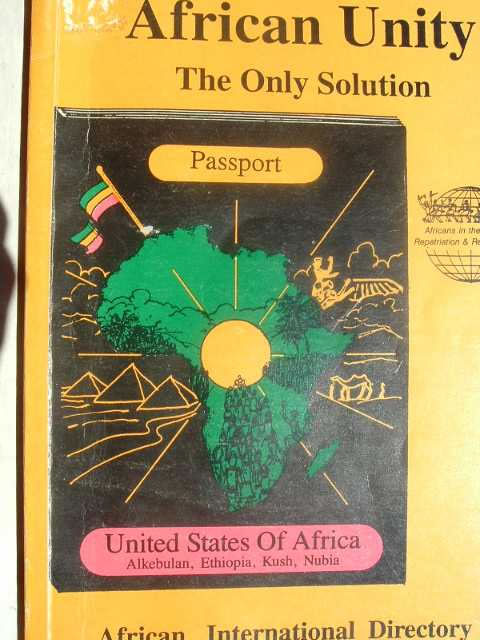 African Unity
The Only Solution
Passport
Africans in the
Repatriation & Re
United States Of Africa
Alkebulan, Ethiopia, Kush, Nubia
African International Directory